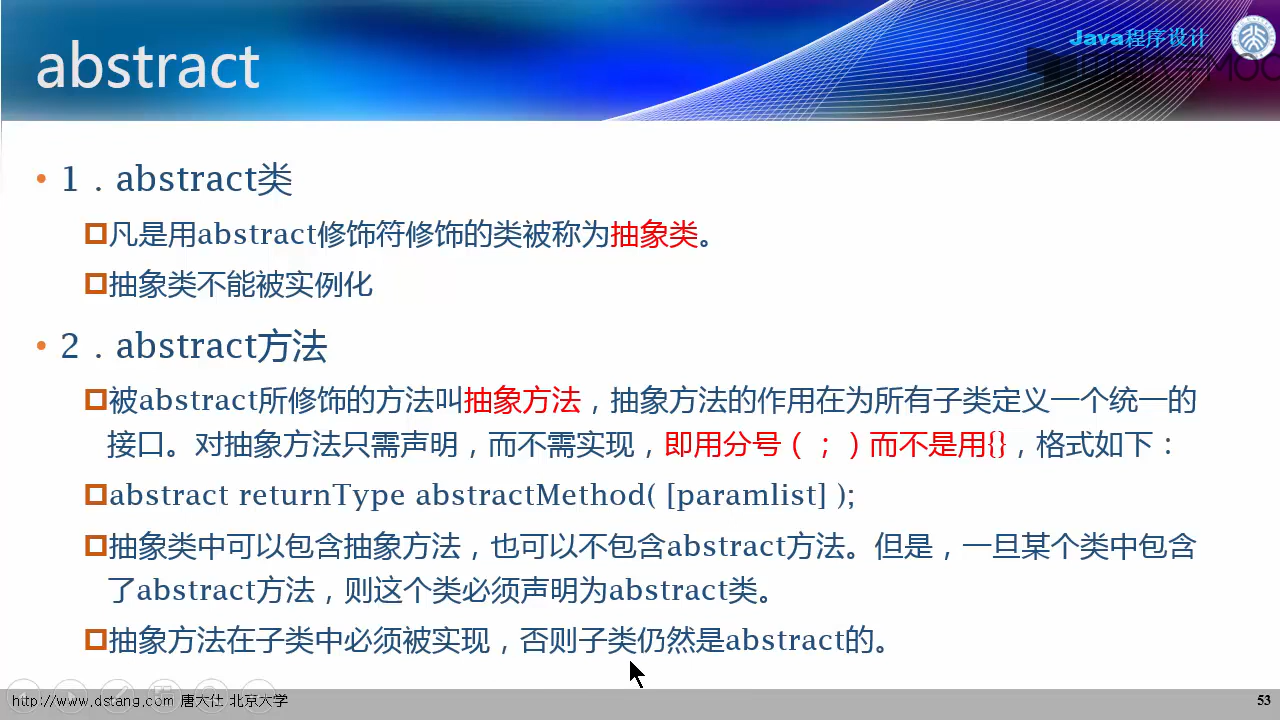 Java程序设计
abstract
1．abstract类
凡是用abstract修饰符修饰的类被称为抽象类。
抽象类不能被实例化
2．abstract方法
被abstract所修饰的方法叫抽象方法，抽象方法的作用在为所有子类定义一个统一的
接口。对抽象方法只需声明，而不需实现，即用分号（；）而不是用{}，格式如下：
abstract returnType abstractMethod( [paramlist] );
抽象类中可以包含抽象方法，也可以不包含abstract方法。但是，一旦某个类中包含
了abstract方法，则这个类必须声明为abstract类。
抽象方法在子类中必须被实现，否则子类仍然是abstract的。
http://www.dstang.com 唐大仕 北京大学
53